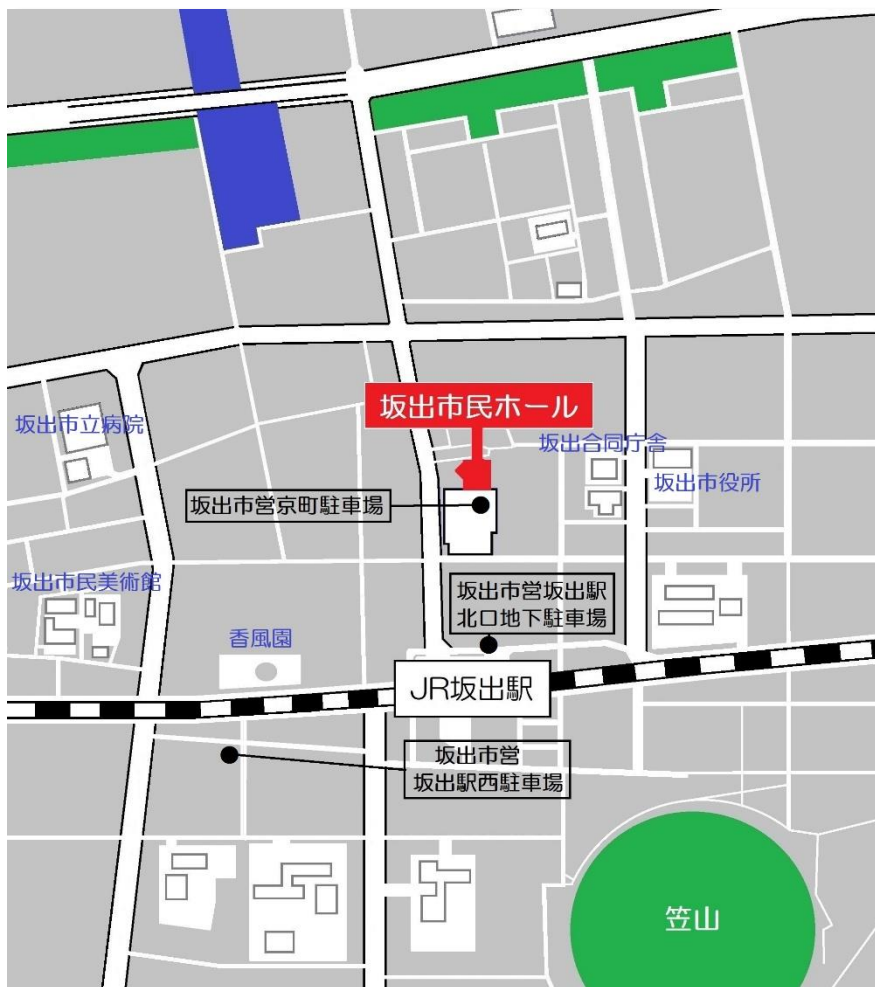 坂出市民ホール
坂出市立病院
坂出合同庁舎
坂出市役所
坂出市営京町駐車場
坂出市民美術館
坂出市営坂出駅
北口地下駐車場
香風園
JR坂出駅
坂出市営
坂出駅西駐車場
笠山